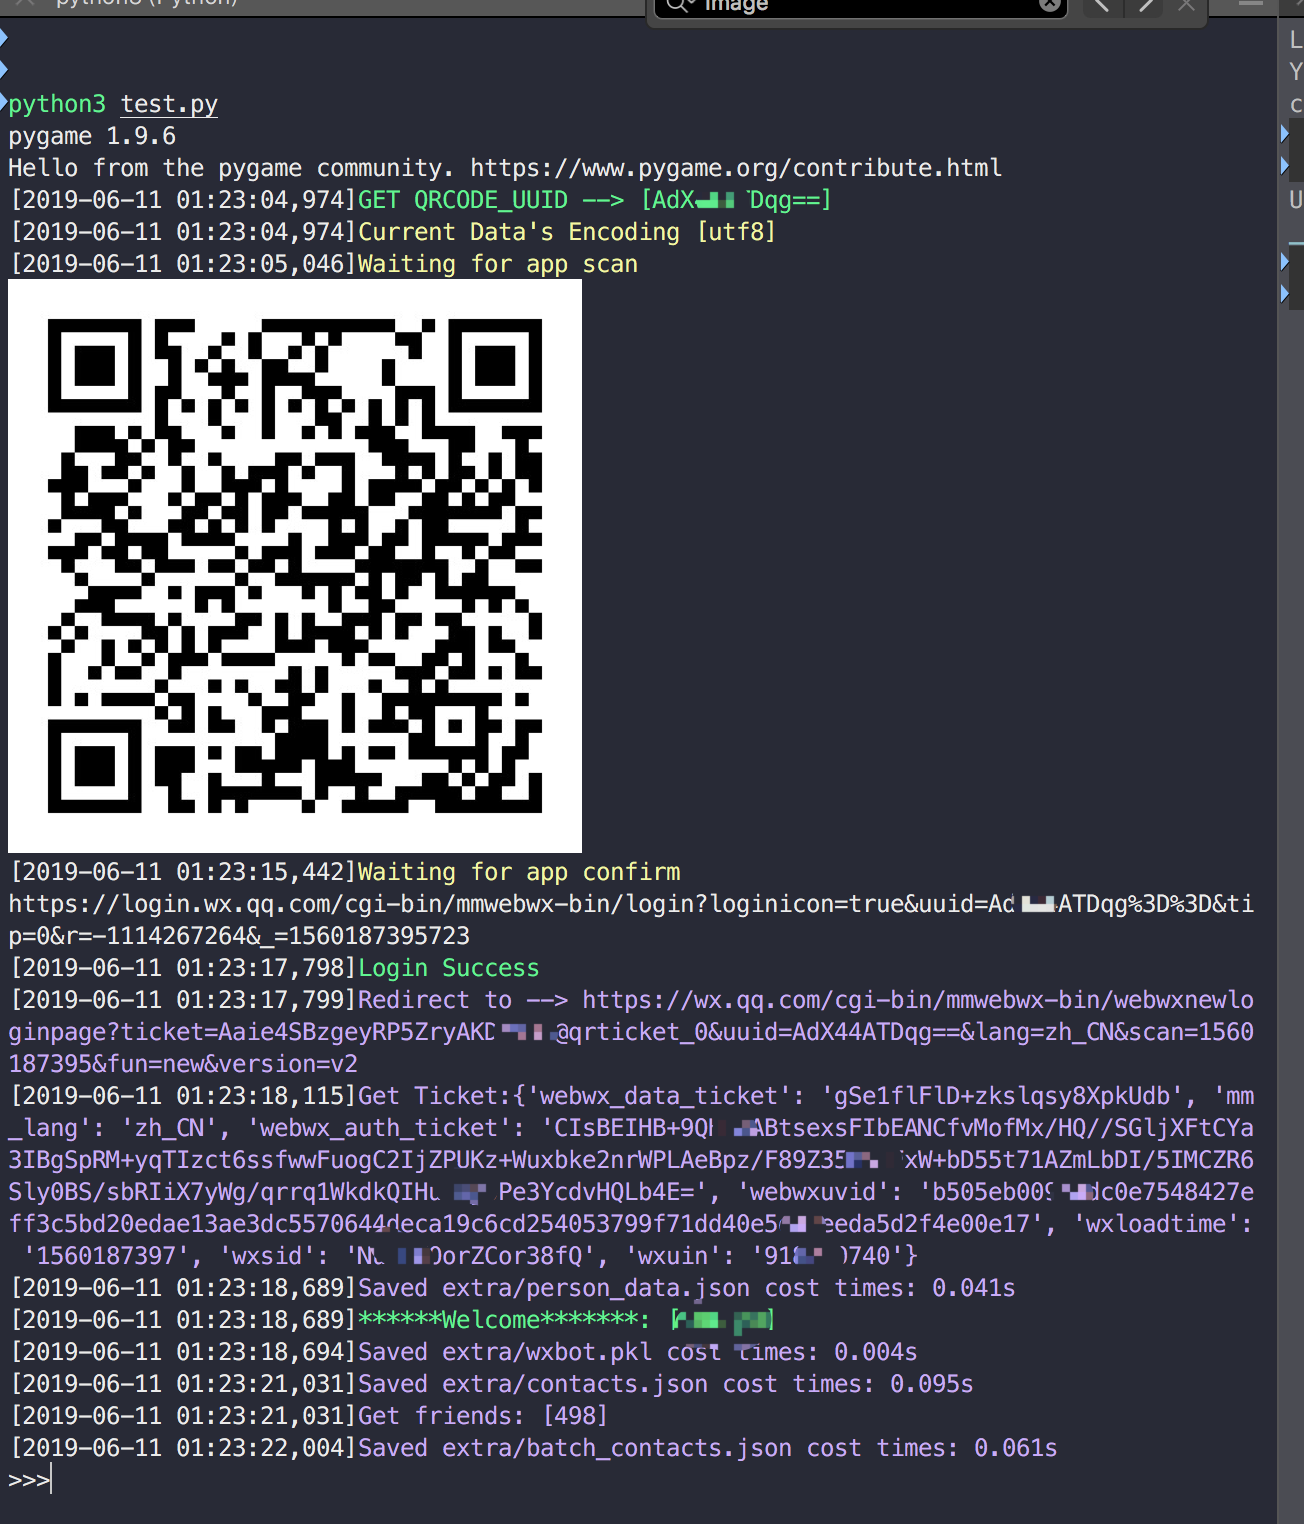 image
python3 test.py
pygame 1.9.6
Hello from the pygame community. https://www.pygame.org/contribute.html
[2019-06-11 01:23:04,974]GET QRCODE_UUID --> [AdX Dqg==]
[2019-06-11 01:23:04,974]Current Data's Encoding [utf8]
[2019-06-11 01:23:05,046]Waiting for app scan
[2019-06-11 01:23:15,442]Waiting for app confirm
https://login.wx.qq.com/cgi-bin/mmwebwx-bin/login?loginicon=true&uuid=Ad ATDqg%3D%3D&ti
p=0&r=-1114267264&_=1560187395723
[2019-06-11 01:23:17,798]Login Success
[2019-06-11 01:23:17,799]Redirect to --> https://wx.qq.com/cgi-bin/mmwebwx-bin/webwxnewlo
ginpage?ticket=Aaie4SBzgeyRP5ZryAKD @qrticket_0&uuid=AdX44ATDqg==&lang=zh_CN&scan=1560
187395&fun=new&version=v2
[2019-06-11 01:23:18,115]Get Ticket:{'webwx_data_ticket': 'gSe1flFlD+zkslqsy8XpkUdb', 'mm
_lang': 'zh_CN', 'webwx_auth_ticket': 'CIsBEIHB+9Q ABtsexsFIbEANCfvMofMx/HQ//SGljXFtCYa
3IBgSpRM+yqTIzct6ssfwwFuogC2IjZPUKz+Wuxbke2nrWPLAeBpz/F89Z35 xW+bD55t71AZmLbDI/5IMCZR6
Sly0BS/sbRIiX7yWg/qrrq1WkdkQIH Pe3YcdvHQLb4E=', 'webwxuvid': 'b505eb009 dc0e7548427e
ff3c5bd20edae13ae3dc5570644deca19c6cd254053799f71dd40e5 eeda5d2f4e00e17', 'wxloadtime':
'1560187397', 'wxsid': 'N OorZCor38fQ', 'wxuin': '918 0740'}
[2019-06-11 01:23:18,689]Saved extra/person_data.json cost times: 0.041s
[2019-06-11 01:23:18,689]******Welcome*******: [ ]
[2019-06-11 01:23:18,694]Saved extra/wxbot.pkl cost times: 0.004s
[2019-06-11 01:23:21,031]Saved extra/contacts.json cost times: 0.095s
[2019-06-11 01:23:21,031]Get friends: [498]
[2019-06-11 01:23:22,004]Saved extra/batch_contacts.json cost times: 0.061s
>>>